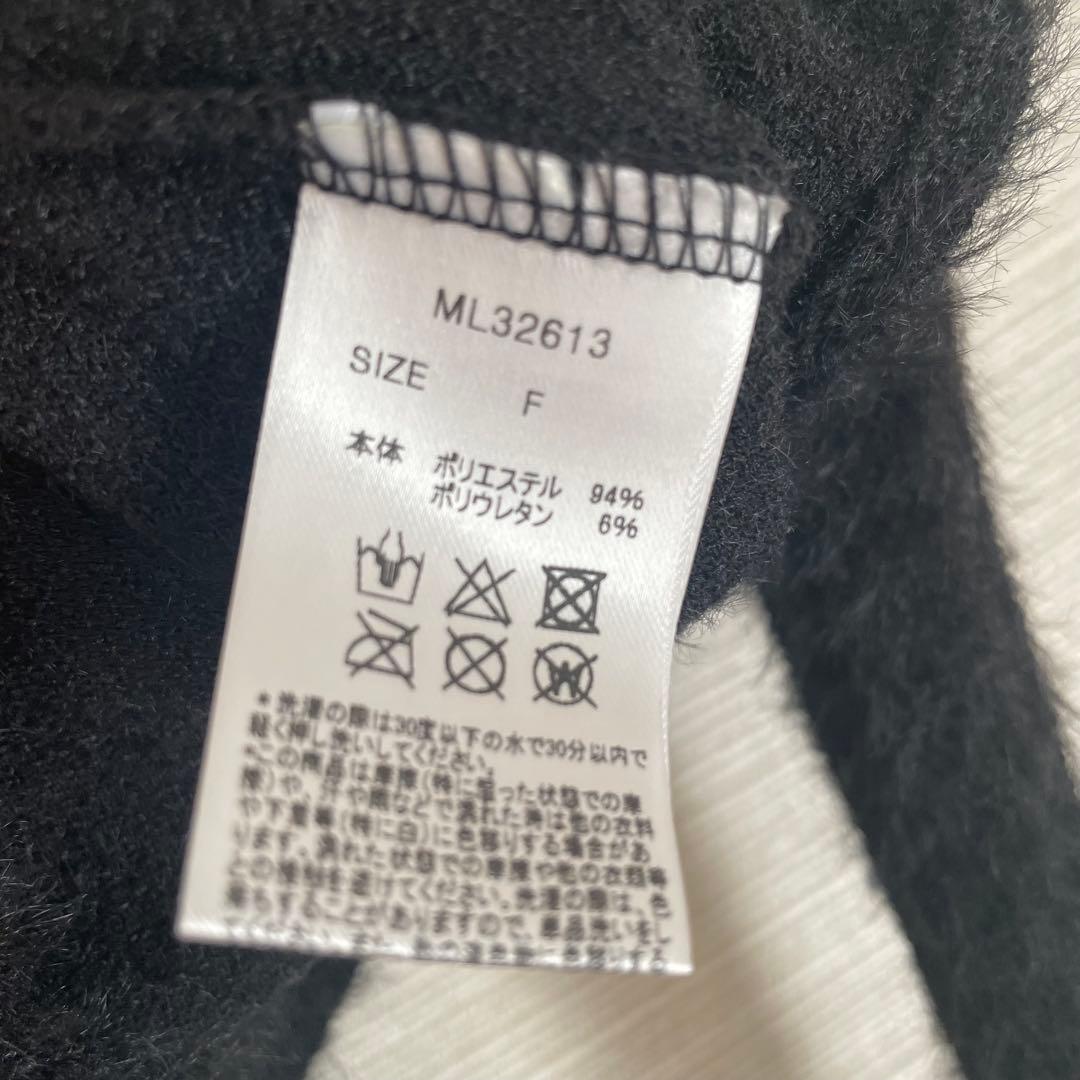 ML32613
SIZE F
本体 ポリエステル 94%
ポリウレタン 6%
*洗濯の際は30度以下の水で30分以内で
軽く押し洗いしてください。
*この商品は摩擦(特に湿った状態での摩
擦)や、汗や雨などで濡れた時は他の衣料
や下着等(特に白)に色移りする場合があ
ります。濡れた状態での摩擦や他の衣類等
との接触を避けてください。洗濯の際は、色
落ちすることがありますので、単品洗いをし